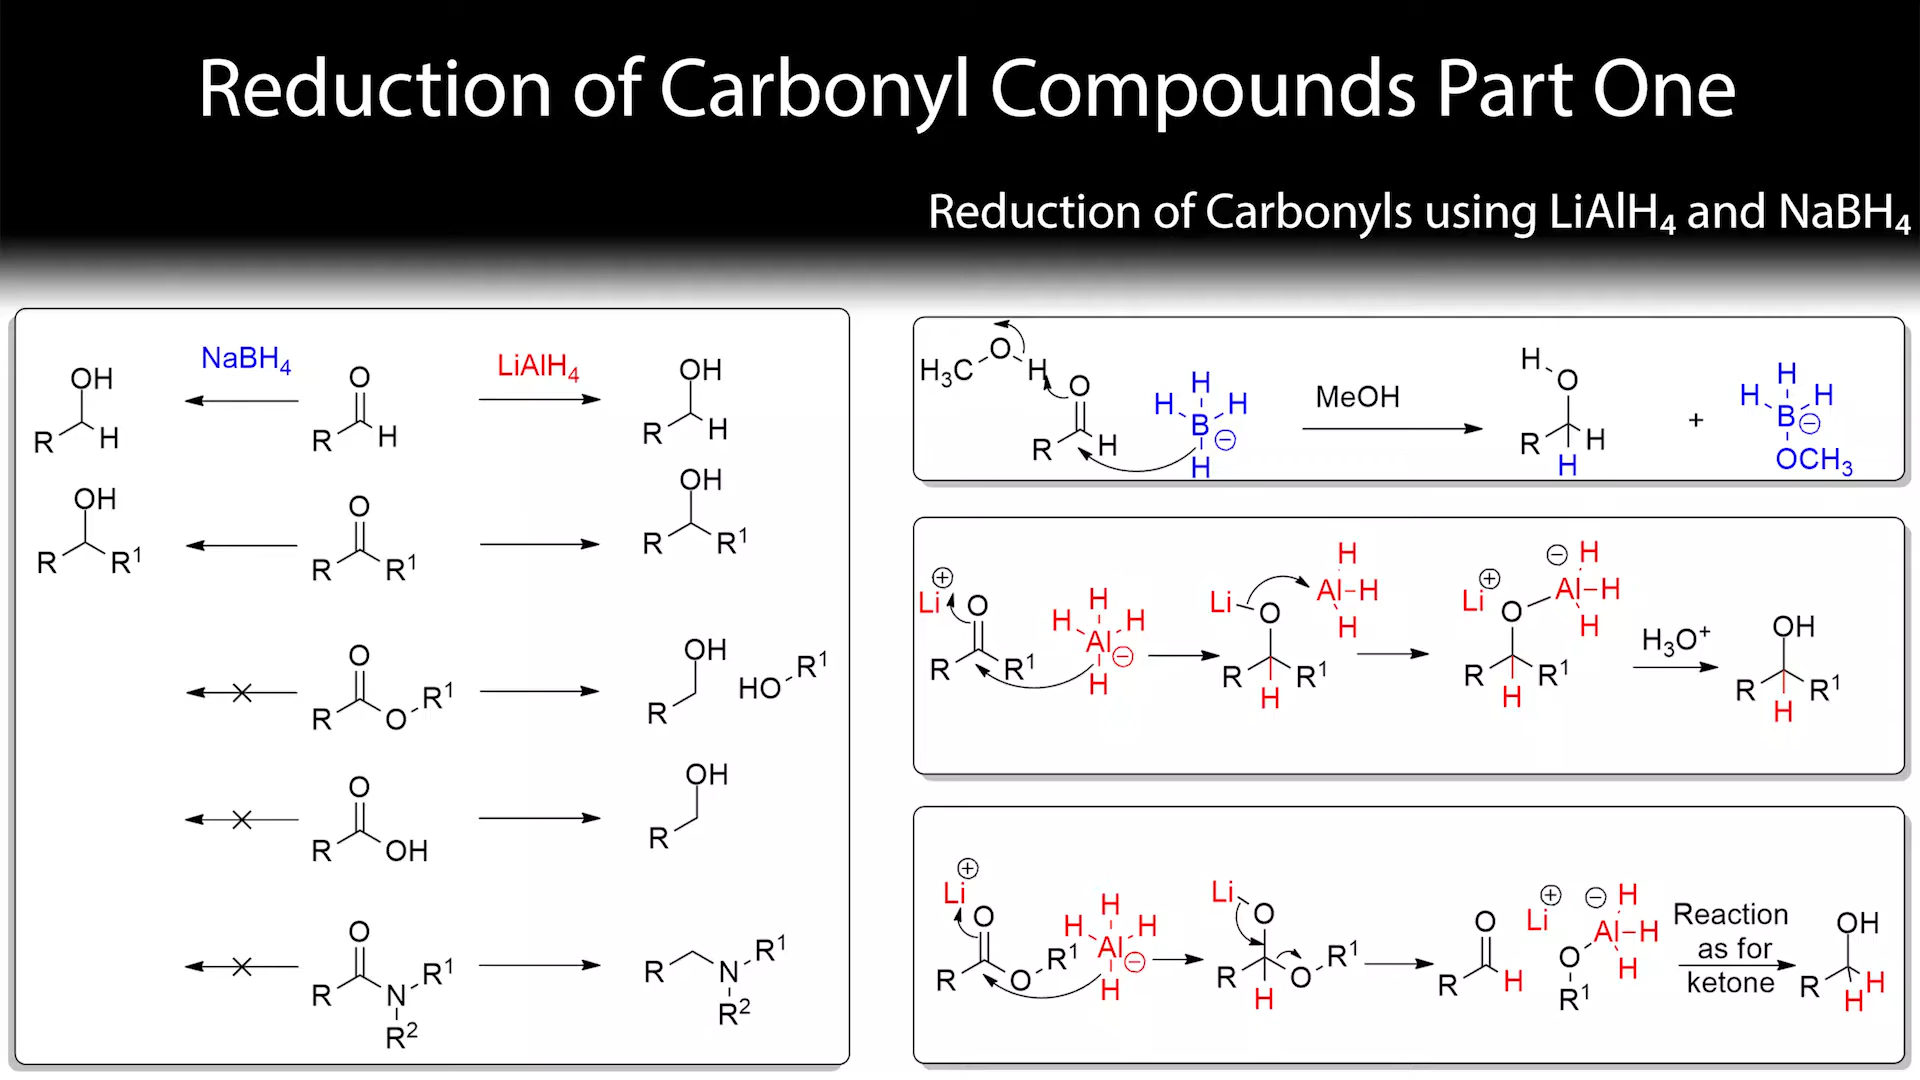 Reduction of Carbonyl Compounds Part One
Reduction of Carbonyls using LiAlH₄ and NaBH₄
OH
R H
NaBH₄
O
R H
LiAlH₄
OH
R H
OH
R R¹
O
R R¹
OH
R R¹
O
R O R¹
OH
R
HO R¹
O
R OH
OH
R
O
R N R¹
R²
R N R¹
R²
H₃C O H
O
R H
H
H B H
⊖
H
MeOH
H
O
R H
H
+
H
H B H
⊖
OCH₃
⊕
Li O
R R¹
H
H Al H
⊖
H
Li O
R R¹
H
H
Al H
H
⊕ ⊖
Li O Al H
H
H
R R¹
H
H₃O⁺
OH
R R¹
H
⊕
Li
O
R O R¹
H
H Al H
⊖
H
Li O
R O R¹
H
O
R H
⊕ ⊖
Li H
Al H
O H
R¹
Reaction
as for
ketone
OH
R H
H